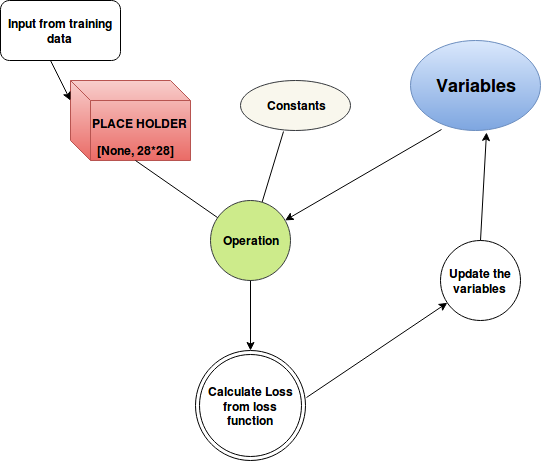 Input from training
data
PLACE HOLDER
[None, 28*28]
Constants
Variables
Operation
Update the
variables
Calculate Loss
from loss
function